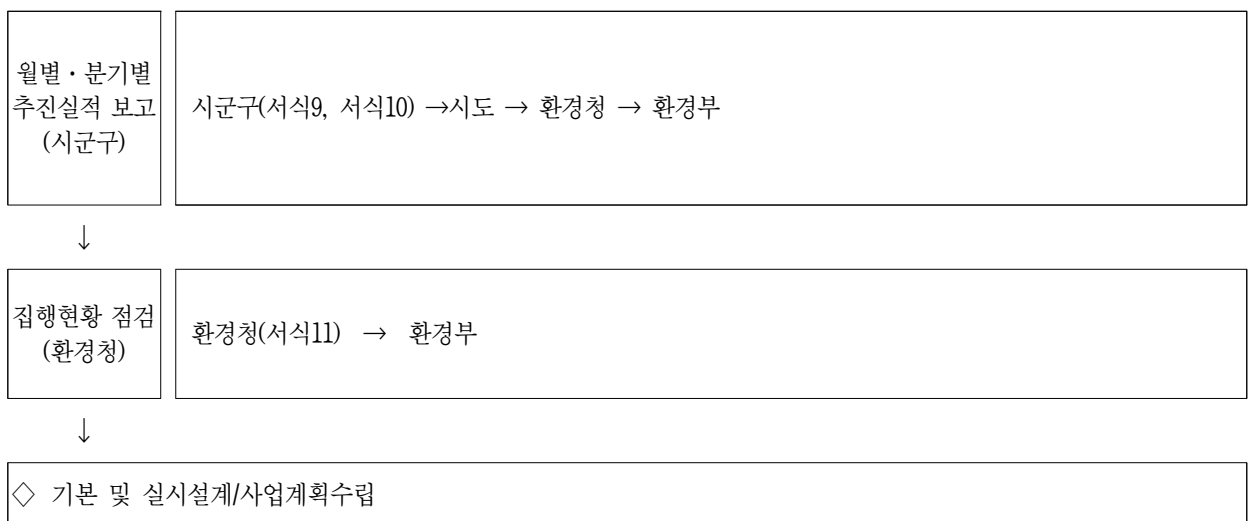 월별・분기별
추진실적 보고
(시군구)
시군구(서식9, 서식10) →시도 → 환경청 → 환경부
↓
집행현황 점검
(환경청)
환경청(서식11) → 환경부
↓
◇ 기본 및 실시설계/사업계획수립